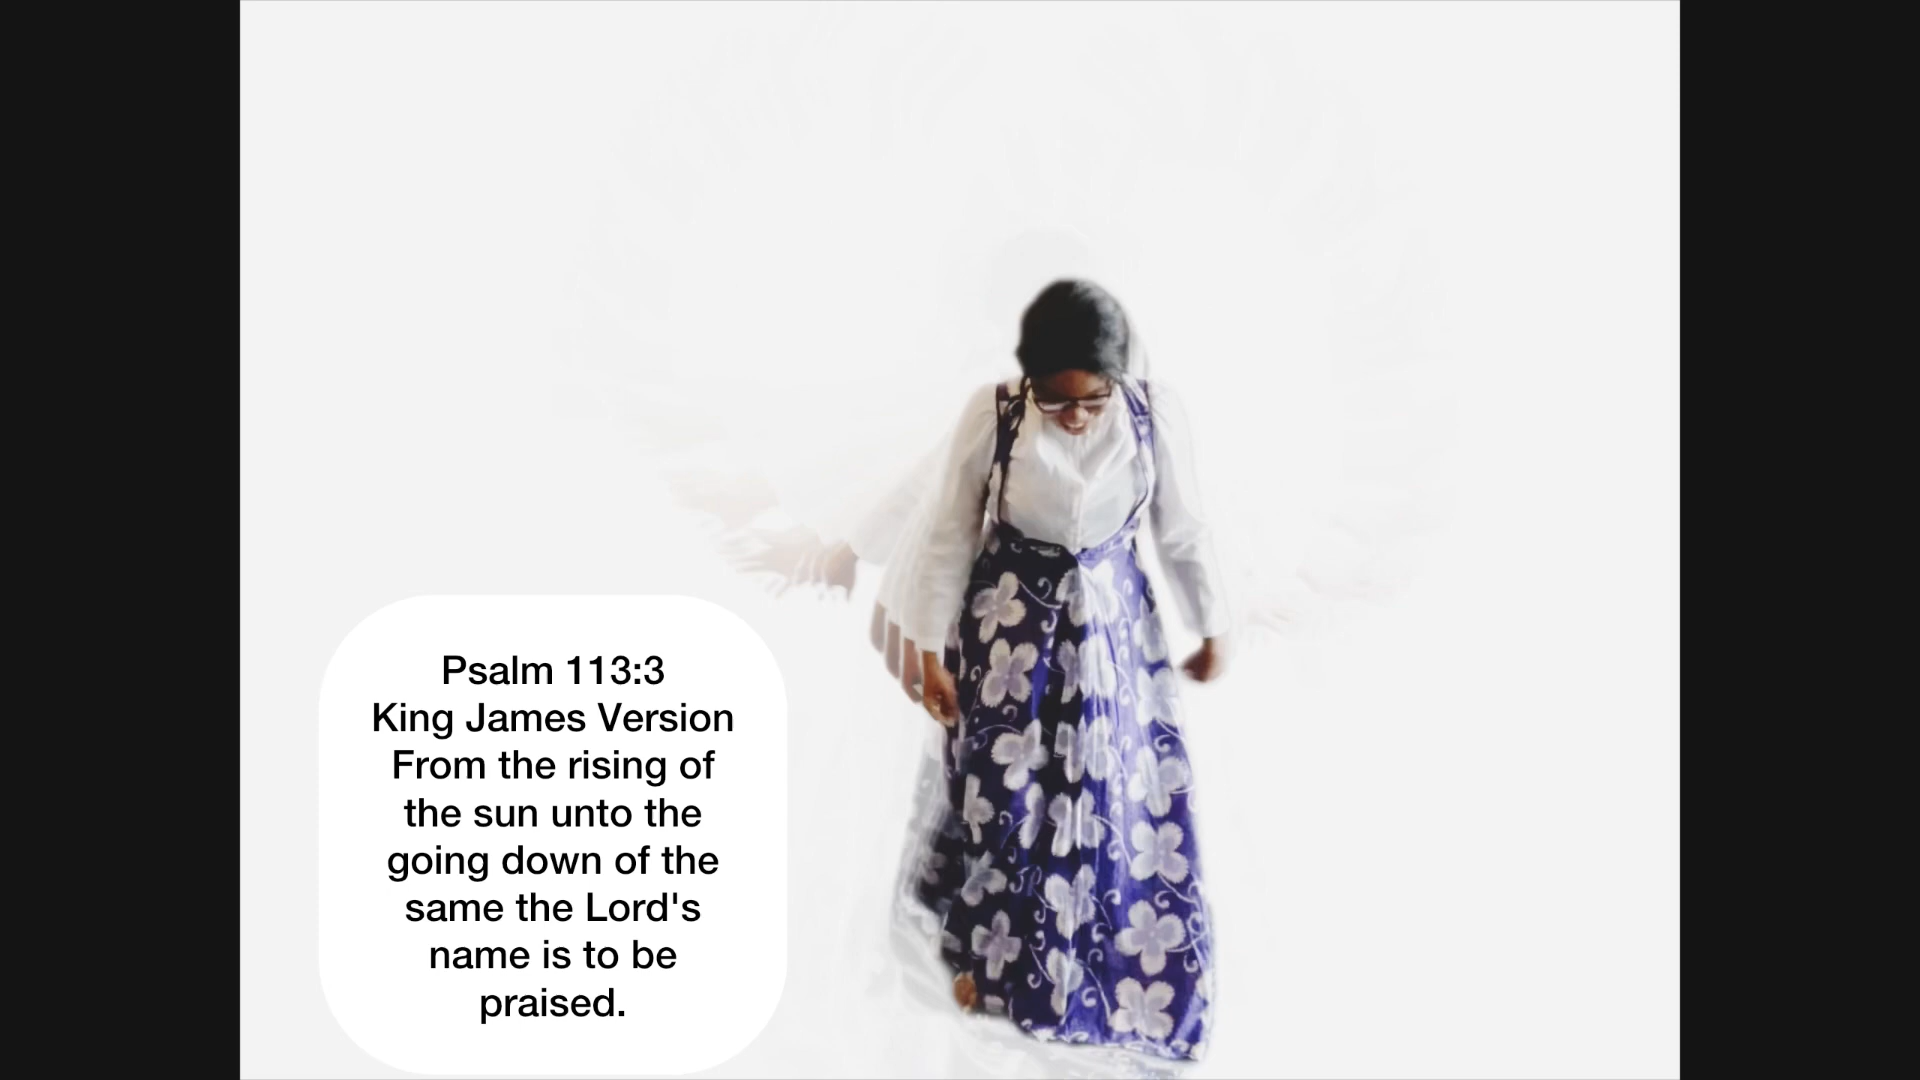 Psalm 113:3
King James Version
From the rising of
the sun unto the
going down of the
same the Lord's
name is to be
praised.